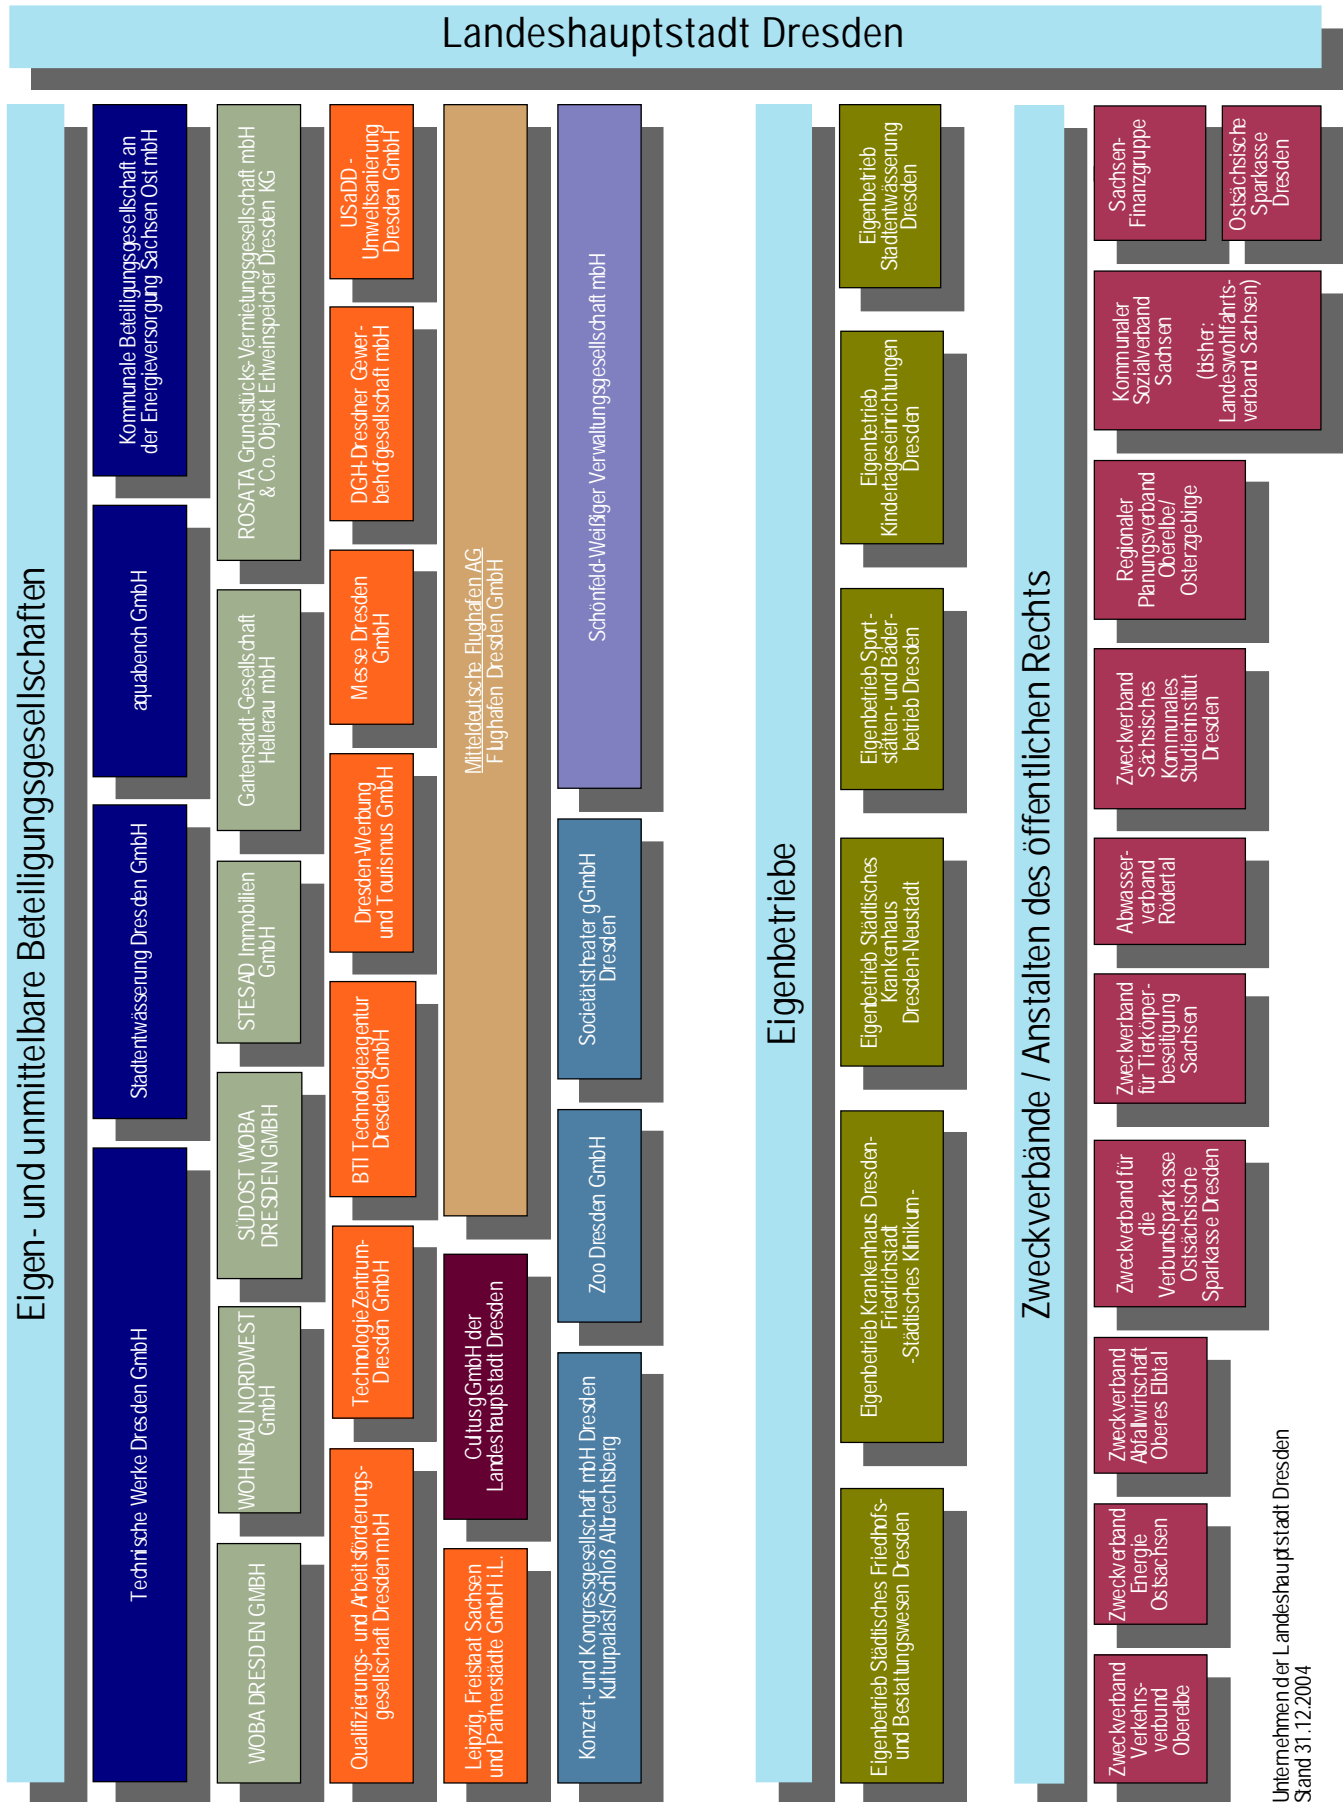 Landeshauptstadt Dresden
Eigen- und unmittelbare Beteiligungsgesellschaften
Technische Werke Dresden GmbH
Stadtentwässerung Dresden GmbH
aquabench GmbH
Kommunale Beteiligungsgesellschaft an
der Energieversorgung Sachsen Ost mbH
WOBA DRESDEN GMBH
WOHNBAU NORDWEST
GmbH
SÜDOST WOBA
DRESDEN GMBH
STESAD Immobilien
GmbH
Gartenstadt-Gesellschaft
Hellerau mbH
ROSATA Grundstücks-Vermietungsgesellschaft mbH
& Co. Objekt Erlweinspeicher Dresden KG
Qualifizierungs- und Arbeitsförderungs-
gesellschaft Dresden mbH
TechnologieZentrum-
Dresden GmbH
BTI Technologieagentur
Dresden GmbH
Dresden-Werbung
und Tourismus GmbH
Messe Dresden
GmbH
DGH-Dresdner Gewer-
behofgesellschaft mbH
USaDD -
Umweltsanierung
Dresden GmbH
Leipzig, Freistaat Sachsen
und Partnerstädte GmbH i.L.
Cultus gGmbH der
Landeshauptstadt Dresden
Mitteldeutsche Flughafen AG
Flughafen Dresden GmbH
Konzert- und Kongressgesellschaft mbH Dresden
Kulturpalast/Schloß Albrechtsberg
Zoo Dresden GmbH
Societätstheater gGmbH
Dresden
Schönfeld-Weißiger Verwaltungsgesellschaft mbH
Eigenbetriebe
Eigenbetrieb Städtisches Friedhofs-
und Bestattungswesen Dresden
Eigenbetrieb Krankenhaus Dresden-
Friedrichstadt
-Städtisches Klinikum -
Eigenbetrieb Städtisches
Krankenhaus
Dresden-Neustadt
Eigenbetrieb Sport-
stätten- und Bäder-
betrieb Dresden
Eigenbetrieb
Kindertageseinrichtungen
Dresden
Eigenbetrieb
Stadtentwässerung
Dresden
Zweckverbände / Anstalten des öffentlichen Rechts
Zweckverband
Verkehrs-
verbund
Oberelbe
Zweckverband
Energie
Ostsachsen
Zweckverband
Abfallwirtschaft
Oberes Elbtal
Zweckverband für
die
Verbundsparkasse
Ostsächsische
Sparkasse Dresden
Zweckverband
für Tierkörper-
beseitigung
Sachsen
Abwasser-
verband
Rödertal
Zweckverband
Sächsisches
Kommunales
Studieninstitut
Dresden
Regionaler
Planungsverband
Oberelbe/
Osterzgebirge
Kommunaler
Sozialverband
Sachsen
(bisher:
Landeswohlfahrts-
verband Sachsen)
Sachsen-
Finanzgruppe
Ostsächsische
Sparkasse
Dresden
Unternehmen der Landeshauptstadt Dresden
Stand 31.12.2004